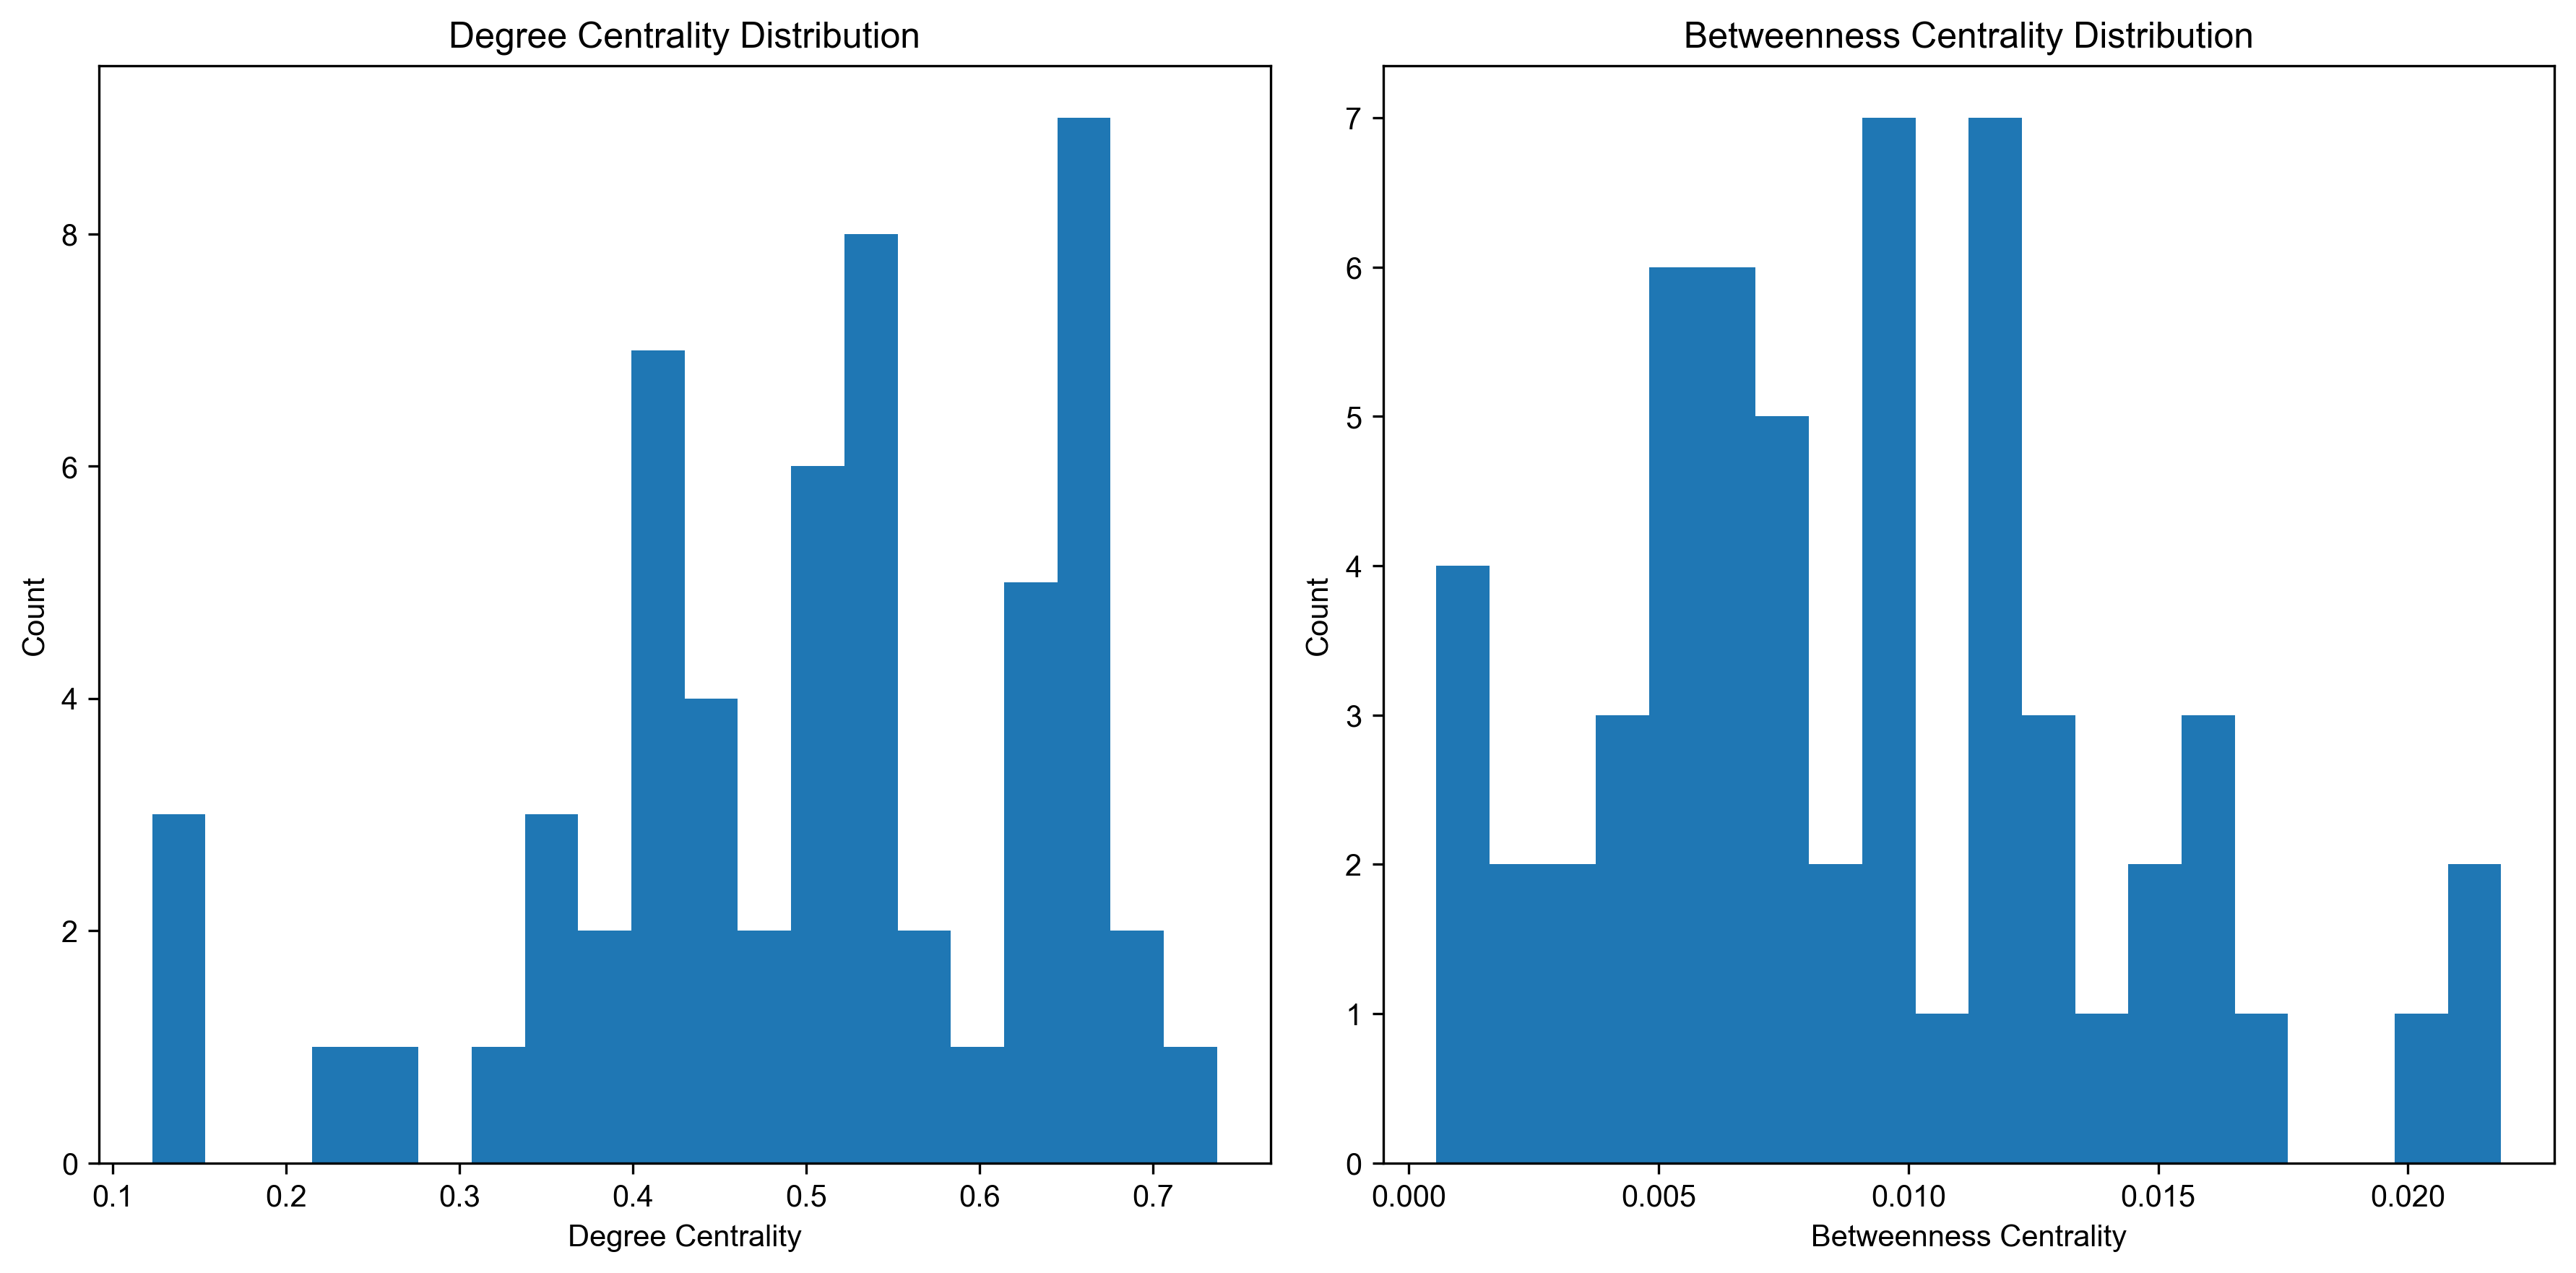 Degree Centrality Distribution
Count
8
6
4
2
0
0.1 0.2 0.3 0.4 0.5 0.6 0.7
Degree Centrality
Betweenness Centrality Distribution
Count
7
6
5
4
3
2
1
0
0.000 0.005 0.010 0.015 0.020
Betweenness Centrality